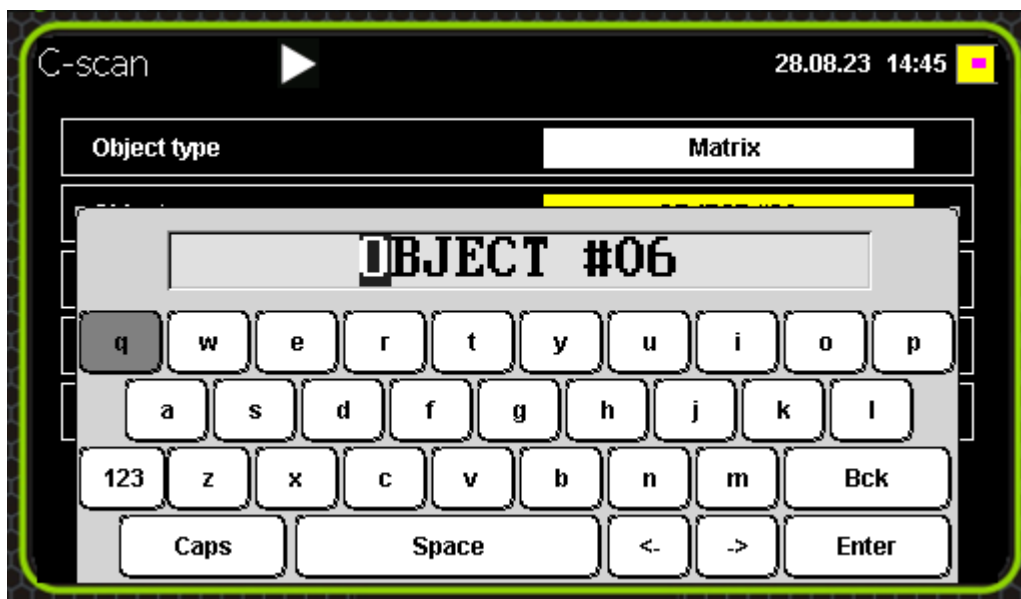 C-scan
28.08.23 14:45
Object type
Matrix
OBJECT #06
q w e r t y u i o p
a s d f g h j k l
123 z x c v b n m Bck
Caps Space <- -> Enter